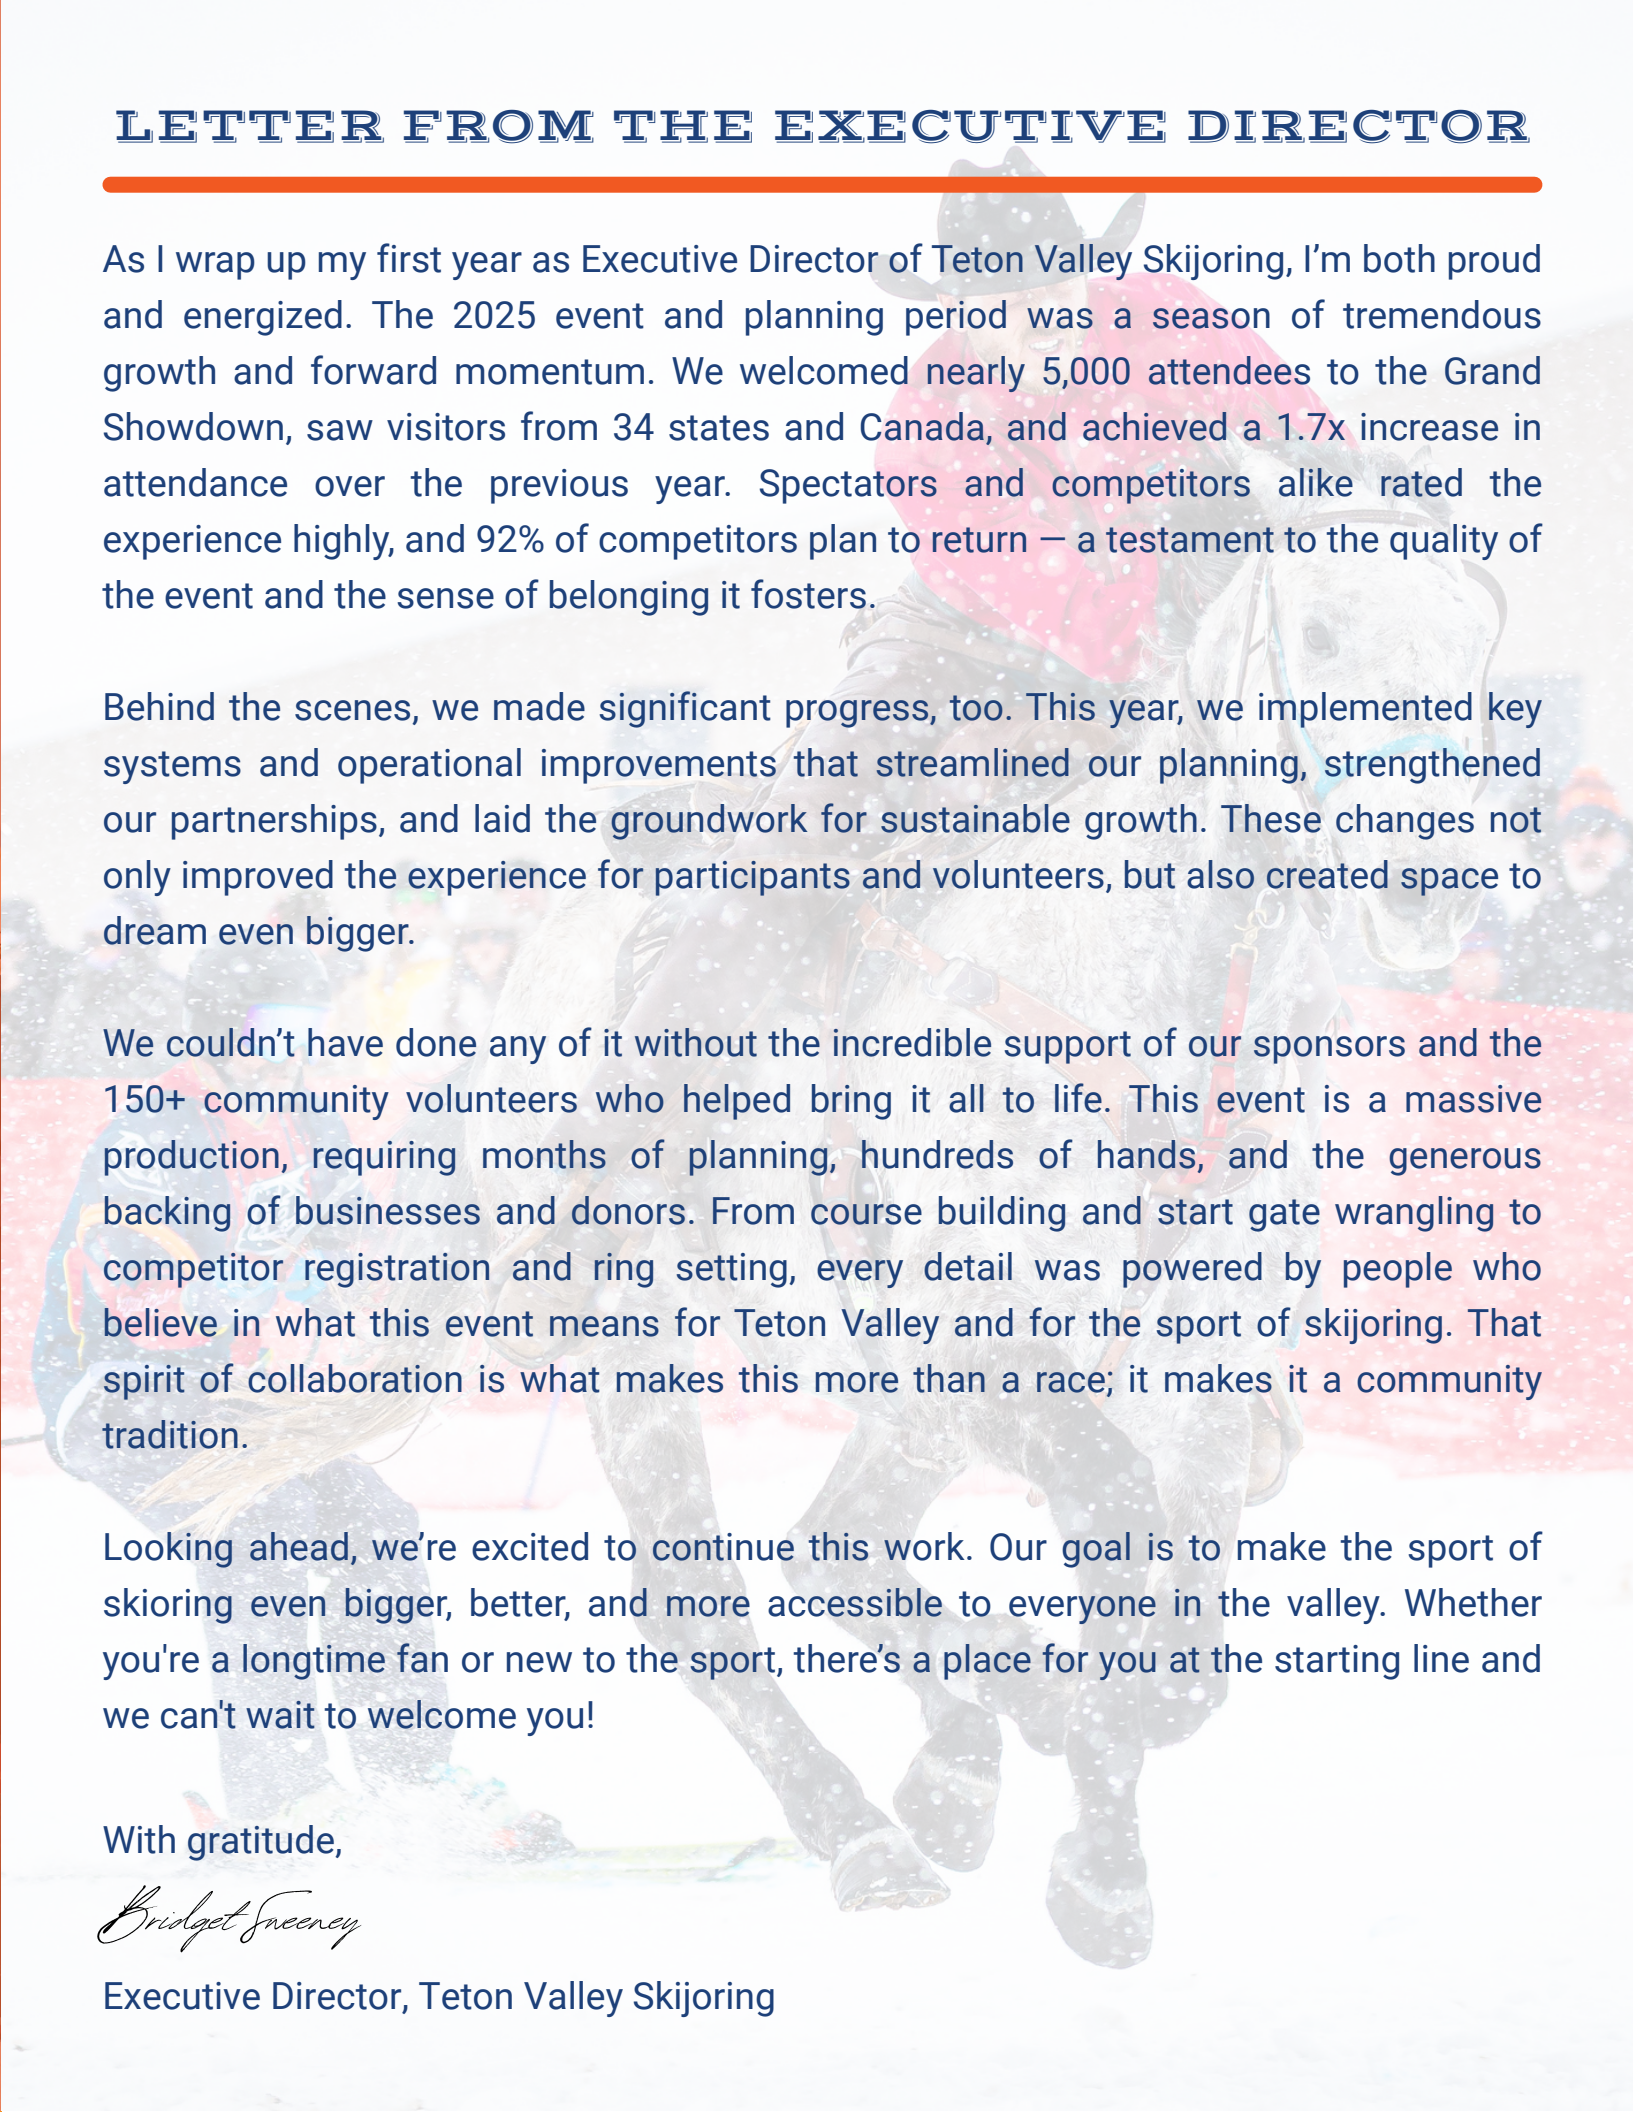 LETTER FROM THE EXECUTIVE DIRECTOR
As I wrap up my first year as Executive Director of Teton Valley Skijoring, I’m both proud
and energized. The 2025 event and planning period was a season of tremendous
growth and forward momentum. We welcomed nearly 5,000 attendees to the Grand
Showdown, saw visitors from 34 states and Canada, and achieved a 1.7x increase in
attendance over the previous year. Spectators and competitors alike rated the
experience highly, and 92% of competitors plan to return — a testament to the quality of
the event and the sense of belonging it fosters.
Behind the scenes, we made significant progress, too. This year, we implemented key
systems and operational improvements that streamlined our planning, strengthened
our partnerships, and laid the groundwork for sustainable growth. These changes not
only improved the experience for participants and volunteers, but also created space to
dream even bigger.
We couldn’t have done any of it without the incredible support of our sponsors and the
150+ community volunteers who helped bring it all to life. This event is a massive
production, requiring months of planning, hundreds of hands, and the generous
backing of businesses and donors. From course building and start gate wrangling to
competitor registration and ring setting, every detail was powered by people who
believe in what this event means for Teton Valley and for the sport of skijoring. That
spirit of collaboration is what makes this more than a race; it makes it a community
tradition.
Looking ahead, we’re excited to continue this work. Our goal is to make the sport of
skioring even bigger, better, and more accessible to everyone in the valley. Whether
you're a longtime fan or new to the sport, there’s a place for you at the starting line and
we can't wait to welcome you!
With gratitude,
Bridget Sweeney
Executive Director, Teton Valley Skijoring